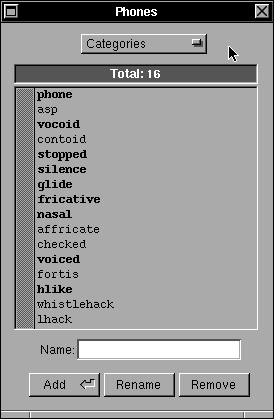 Phones
Categories
Total: 16
phone
asp
vocoid
contoid
stopped
silence
glide
fricative
nasal
affricate
checked
voiced
fortis
hlike
whistlehack
lhack
Name:
Add Rename Remove